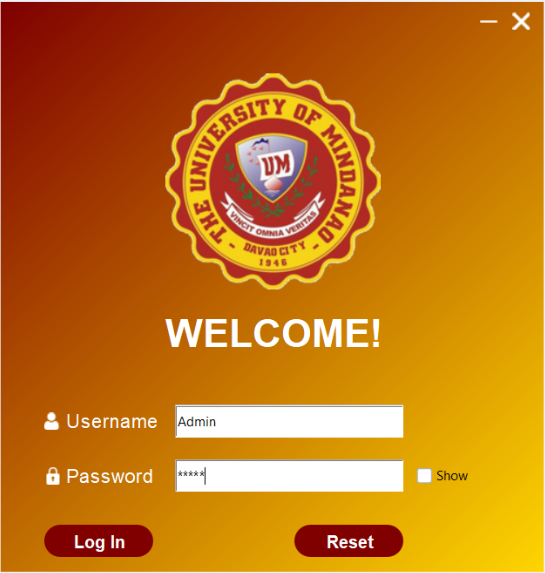 THE UNIVERSITY OF MINDANAO
UM
VINCIT OMNIA VERITAS
- DAVAO CITY -
1946
WELCOME!
Username Admin
Password ***** Show
Log In Reset